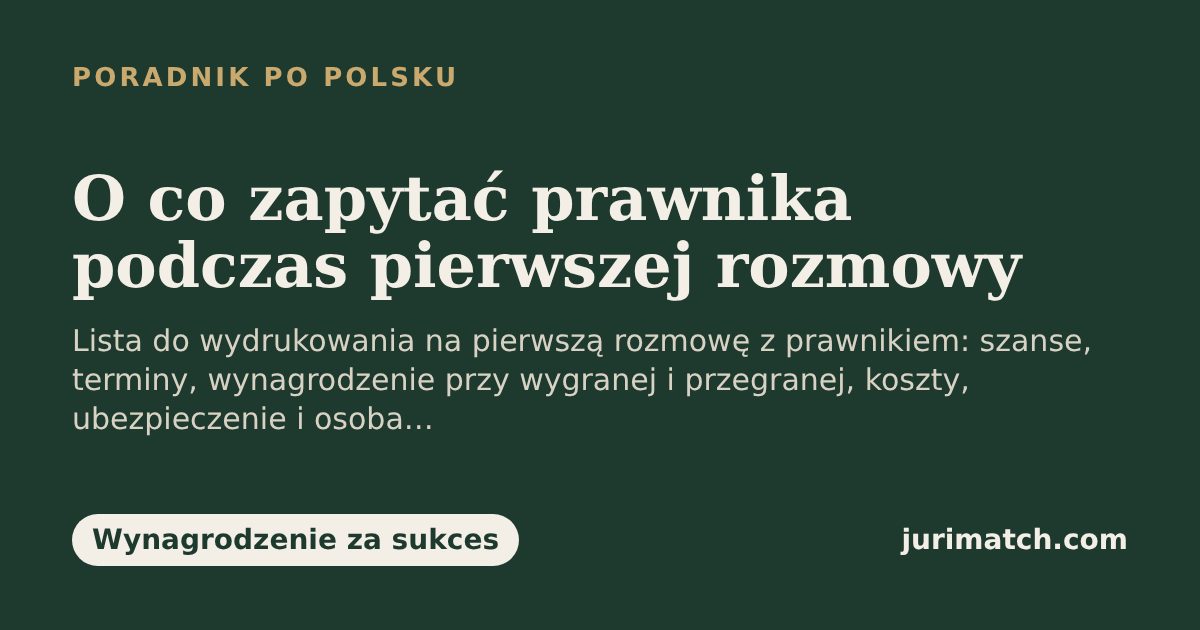 PORADNIK PO POLSKU
O co zapytać prawnika
podczas pierwszej rozmowy
Lista do wydrukowania na pierwszą rozmowę z prawnikiem: szanse,
terminy, wynagrodzenie przy wygranej i przegranej, koszty,
ubezpieczenie i osoba…
Wynagrodzenie za sukces
jurimatch.com